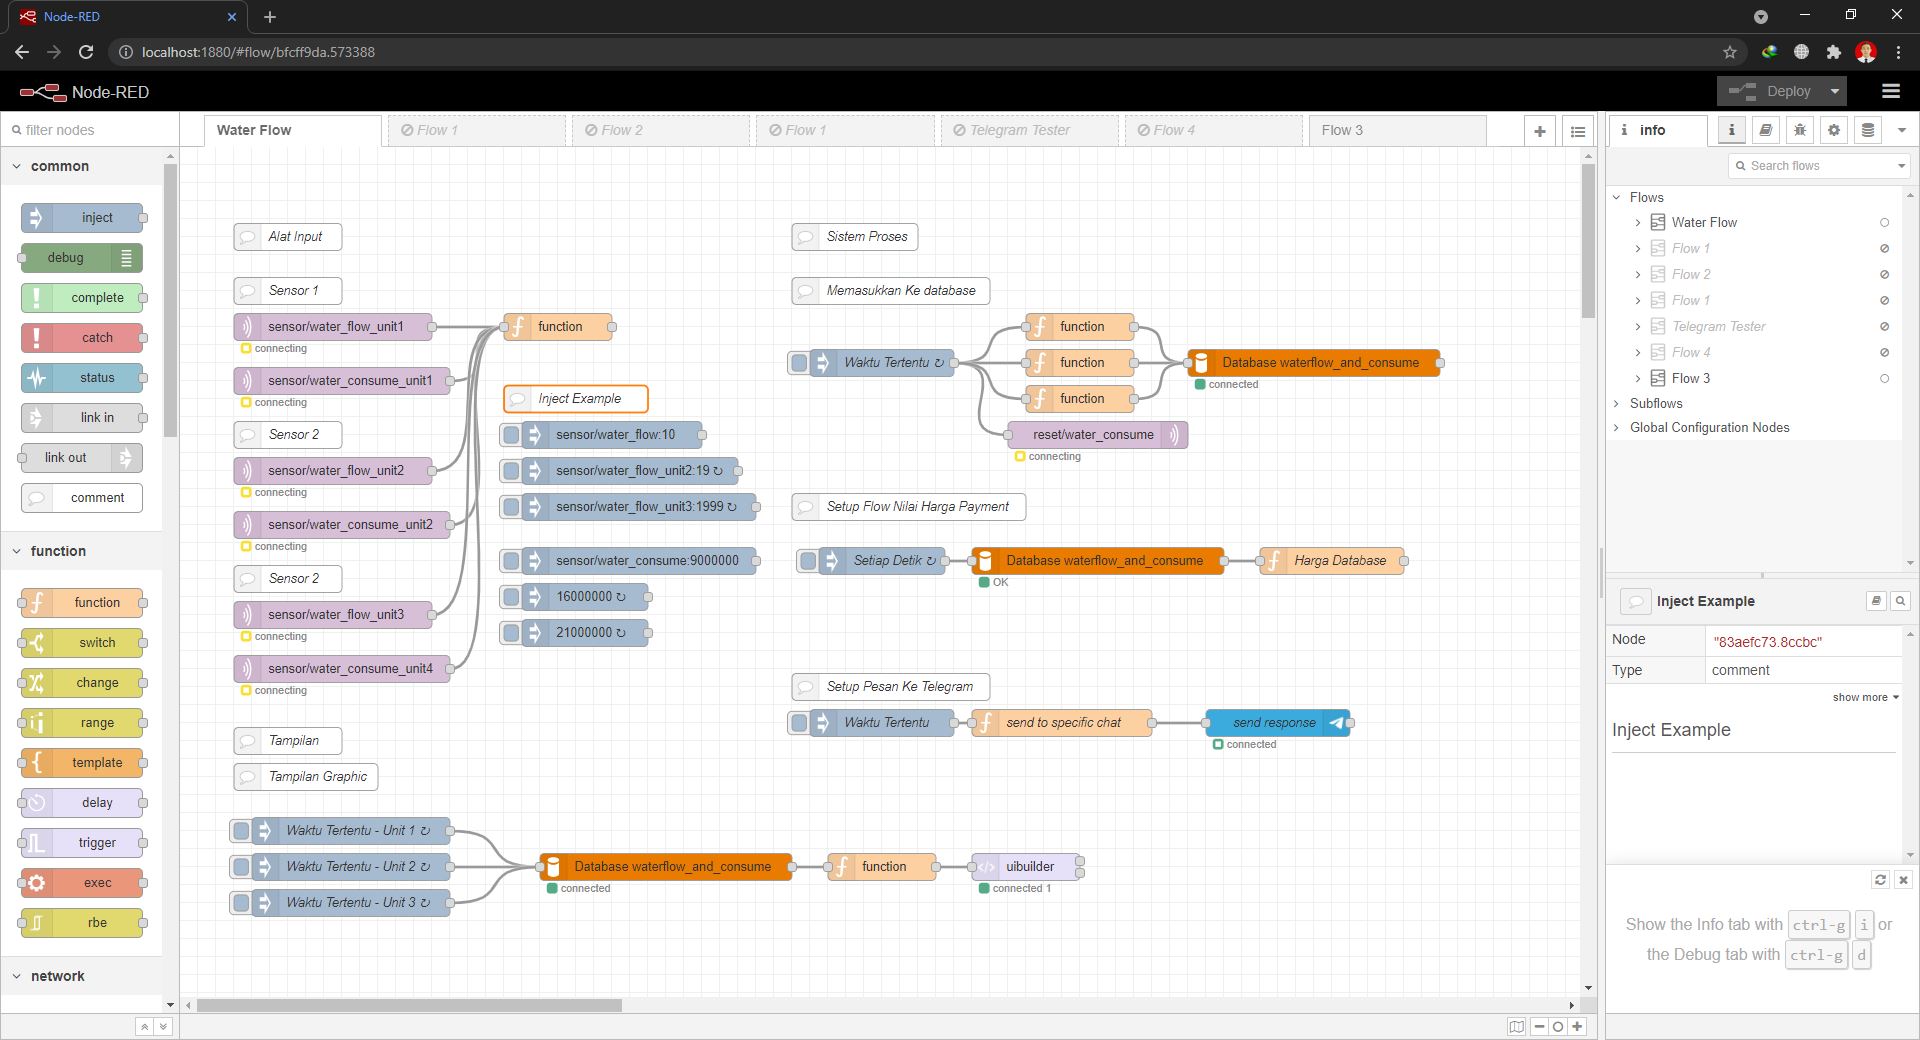 Node-RED
localhost:1880/#flow/bfcff9da.573388
Node-RED
Deploy
filter nodes
Water Flow
Flow 1
Flow 2
Flow 1
Telegram Tester
Flow 4
Flow 3
i info
i
common
inject
debug
complete
catch
status
link in
link out
comment
function
function
switch
change
range
template
delay
trigger
exec
rbe
network
Alat Input
Sensor 1
sensor/water_flow_unit1
connecting
sensor/water_consume_unit1
connecting
Sensor 2
sensor/water_flow_unit2
connecting
sensor/water_consume_unit2
connecting
Sensor 2
sensor/water_flow_unit3
connecting
sensor/water_consume_unit4
connecting
function
Inject Example
sensor/water_flow:10
sensor/water_flow_unit2:19 ↻
sensor/water_flow_unit3:1999 ↻
sensor/water_consume:9000000
16000000 ↻
21000000 ↻
Tampilan
Tampilan Graphic
Waktu Tertentu - Unit 1 ↻
Waktu Tertentu - Unit 2 ↻
Waktu Tertentu - Unit 3 ↻
Database waterflow_and_consume
connected
function
uibuilder
connected 1
Sistem Proses
Memasukkan Ke database
Waktu Tertentu ↻
function
function
function
Database waterflow_and_consume
connected
reset/water_consume
connecting
Setup Flow Nilai Harga Payment
Setiap Detik ↻
Database waterflow_and_consume
OK
Harga Database
Setup Pesan Ke Telegram
Waktu Tertentu
send to specific chat
send response
connected
Search flows
Flows
Water Flow
Flow 1
Flow 2
Flow 1
Telegram Tester
Flow 4
Flow 3
Subflows
Global Configuration Nodes
Inject Example
Node "83aefc73.8ccbc"
Type comment
show more
Inject Example
Show the Info tab with ctrl-g i or
the Debug tab with ctrl-g d